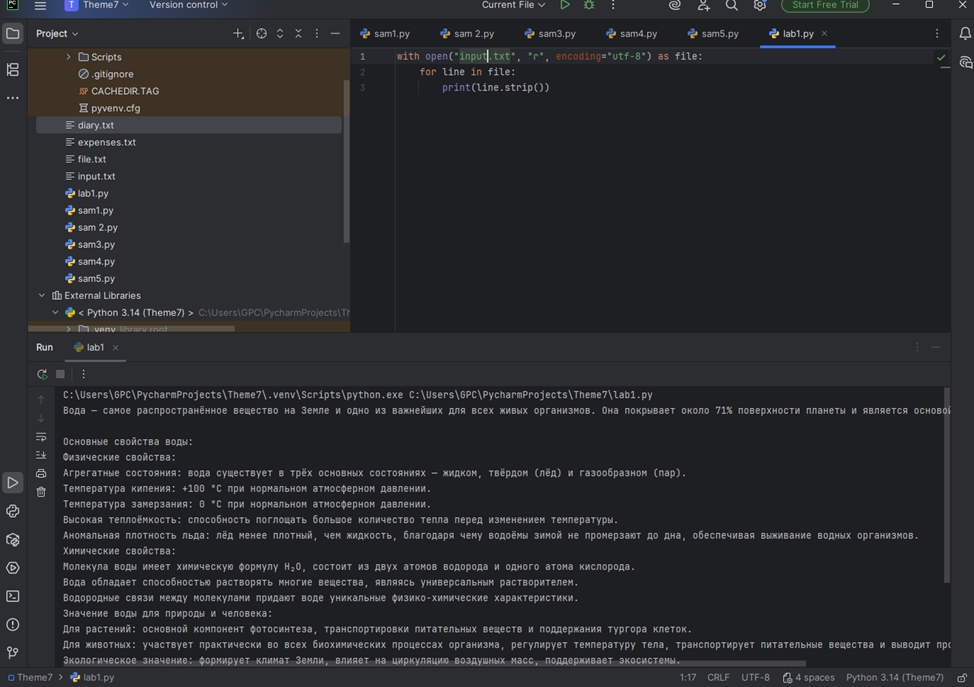 PC T Theme7 Version control Current File Start Free Trial
Project sam1.py sam 2.py sam3.py sam4.py sam5.py lab1.py
Scripts
.gitignore
CACHEDIR.TAG
pyvenv.cfg
diary.txt
expenses.txt
file.txt
input.txt
lab1.py
sam1.py
sam 2.py
sam3.py
sam4.py
sam5.py
External Libraries
< Python 3.14 (Theme7) > C:\Users\GPC\PycharmProjects\Th
.venv library root
1 with open("input.txt", "r", encoding="utf-8") as file:
2 for line in file:
3 print(line.strip())
Run lab1
C:\Users\GPC\PycharmProjects\Theme7\.venv\Scripts\python.exe C:\Users\GPC\PycharmProjects\Theme7\lab1.py
Вода — самое распространённое вещество на Земле и одно из важнейших для всех живых организмов. Она покрывает около 71% поверхности планеты и является осново
Основные свойства воды:
Физические свойства:
Агрегатные состояния: вода существует в трёх основных состояниях — жидком, твёрдом (лёд) и газообразном (пар).
Температура кипения: +100 °C при нормальном атмосферном давлении.
Температура замерзания: 0 °C при нормальном атмосферном давлении.
Высокая теплоёмкость: способность поглощать большое количество тепла перед изменением температуры.
Аномальная плотность льда: лёд менее плотный, чем жидкость, благодаря чему водоёмы зимой не промерзают до дна, обеспечивая выживание водных организмов.
Химические свойства:
Молекула воды имеет химическую формулу H₂O, состоит из двух атомов водорода и одного атома кислорода.
Вода обладает способностью растворять многие вещества, являясь универсальным растворителем.
Водородные связи между молекулами придают воде уникальные физико-химические характеристики.
Значение воды для природы и человека:
Для растений: основной компонент фотосинтеза, транспортировки питательных веществ и поддержания тургора клеток.
Для животных: участвует практически во всех биохимических процессах организма, регулирует температуру тела, транспортирует питательные вещества и выводит про
Экологическое значение: формирует климат Земли, влияет на циркуляцию воздушных масс, поддерживает экосистемы.
Theme7 > lab1.py 1:17 CRLF UTF-8 4 spaces Python 3.14 (Theme7)